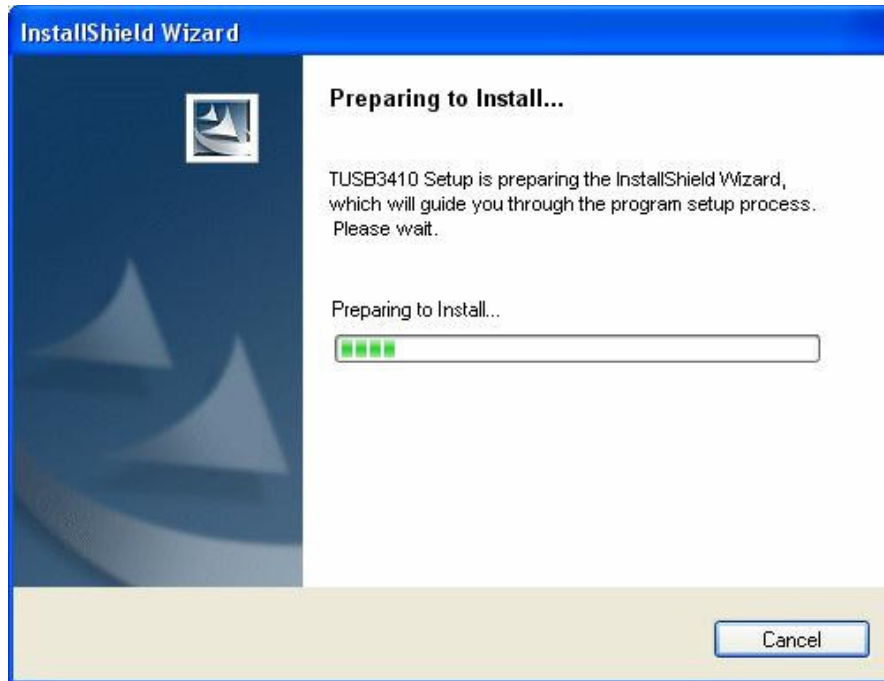 InstallShield Wizard
Preparing to Install...
TUSB3410 Setup is preparing the InstallShield Wizard,
which will guide you through the program setup process.
Please wait.
Preparing to Install...
Cancel